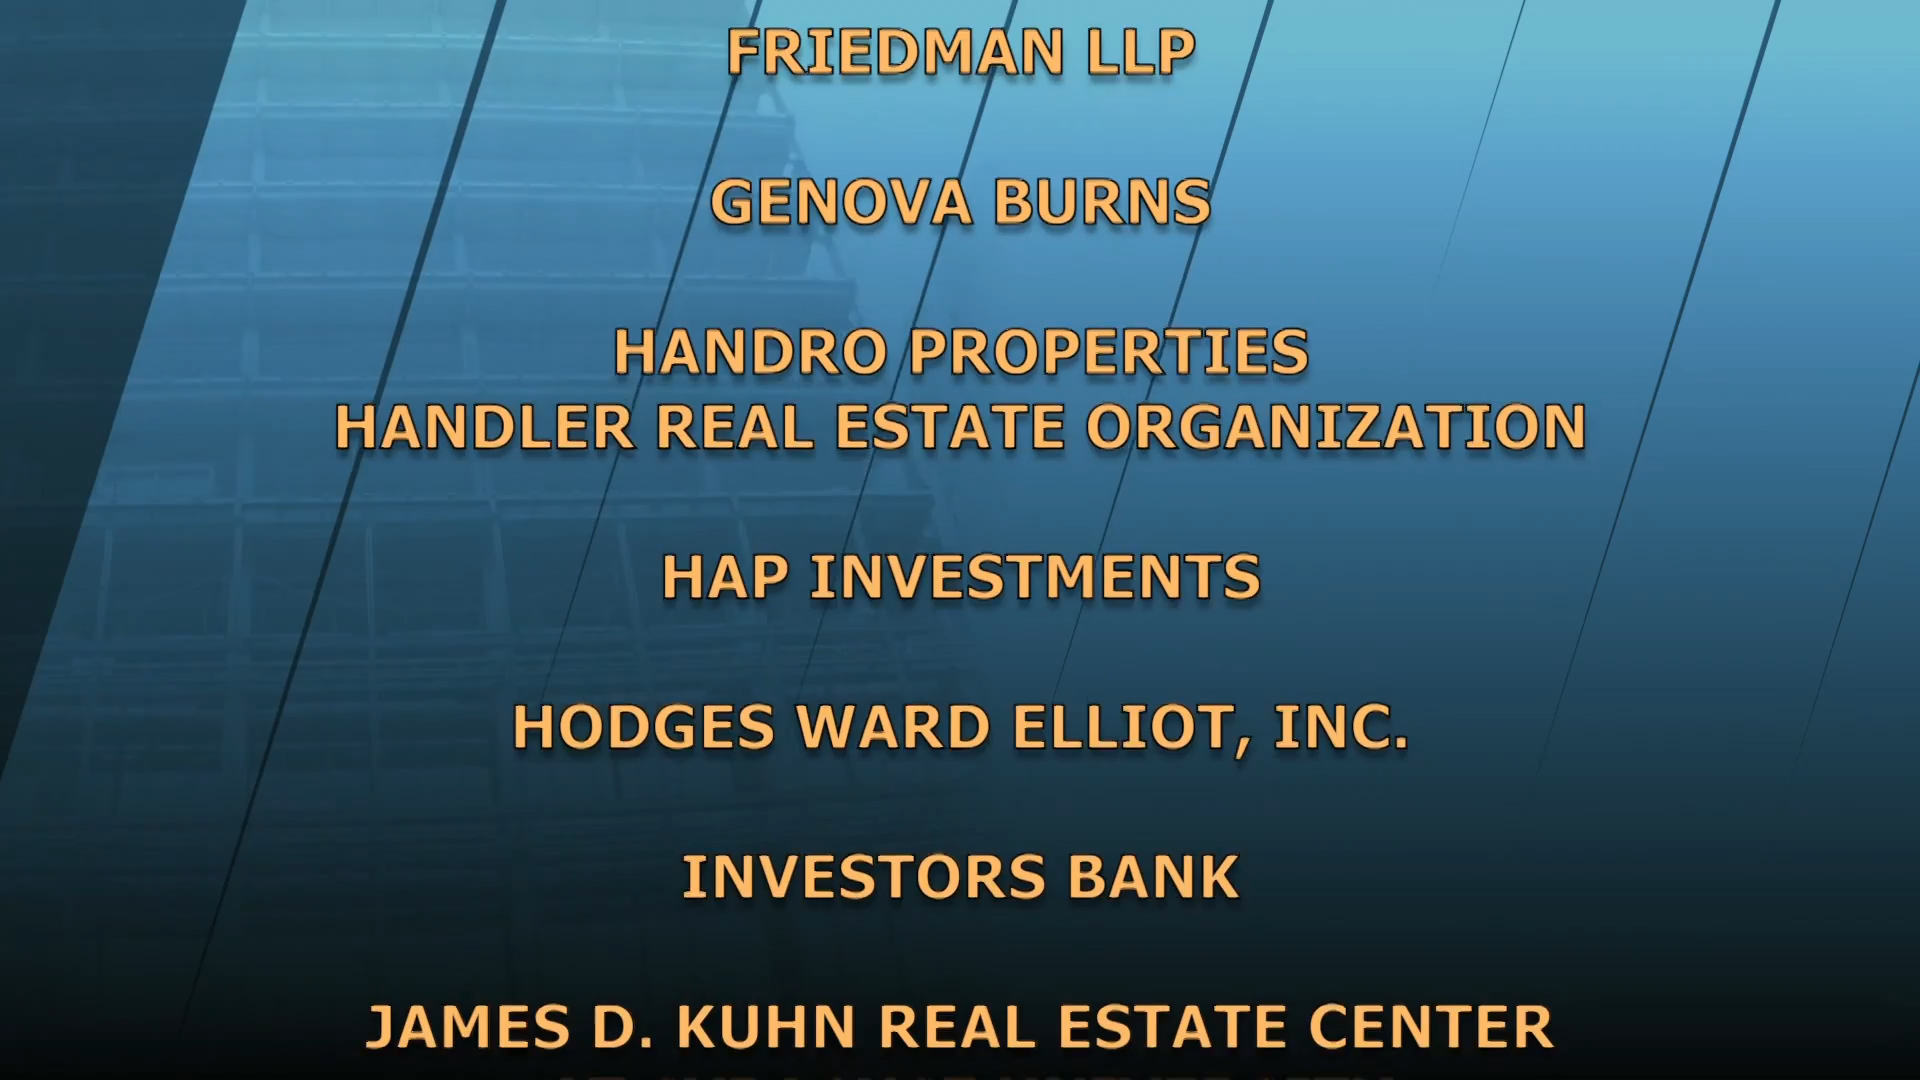 FRIEDMAN LLP
GENOVA BURNS
HANDRO PROPERTIES
HANDLER REAL ESTATE ORGANIZATION
HAP INVESTMENTS
HODGES WARD ELLIOT, INC.
INVESTORS BANK
JAMES D. KUHN REAL ESTATE CENTER